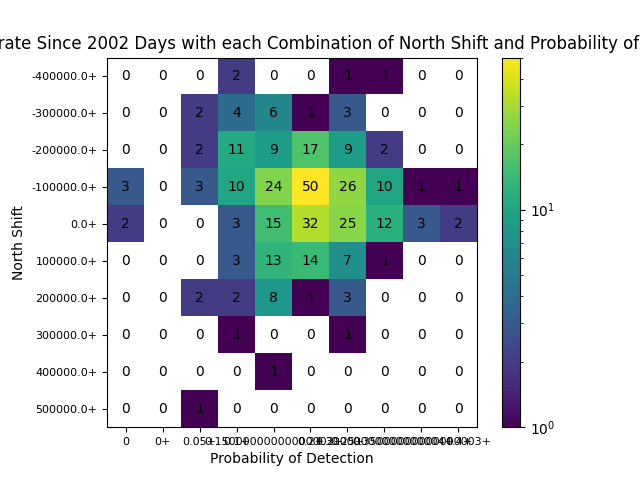 rate Since 2002 Days with each Combination of North Shift and Probability of
-400000.0+ 0 0 0 2 0 0 1 1 0 0
-300000.0+ 0 0 2 4 6 1 3 0 0 0
-200000.0+ 0 0 2 11 9 17 9 2 0 0
-100000.0+ 3 0 3 10 24 50 26 10 1 1
0.0+ 2 0 0 3 15 32 25 12 3 2
100000.0+ 0 0 0 3 13 14 7 1 0 0
200000.0+ 0 0 2 2 8 1 3 0 0 0
300000.0+ 0 0 0 1 0 0 1 0 0 0
400000.0+ 0 0 0 0 1 0 0 0 0 0
500000.0+ 0 0 1 0 0 0 0 0 0 0
North Shift
0 0+
Probability of Detection
10¹
10⁰